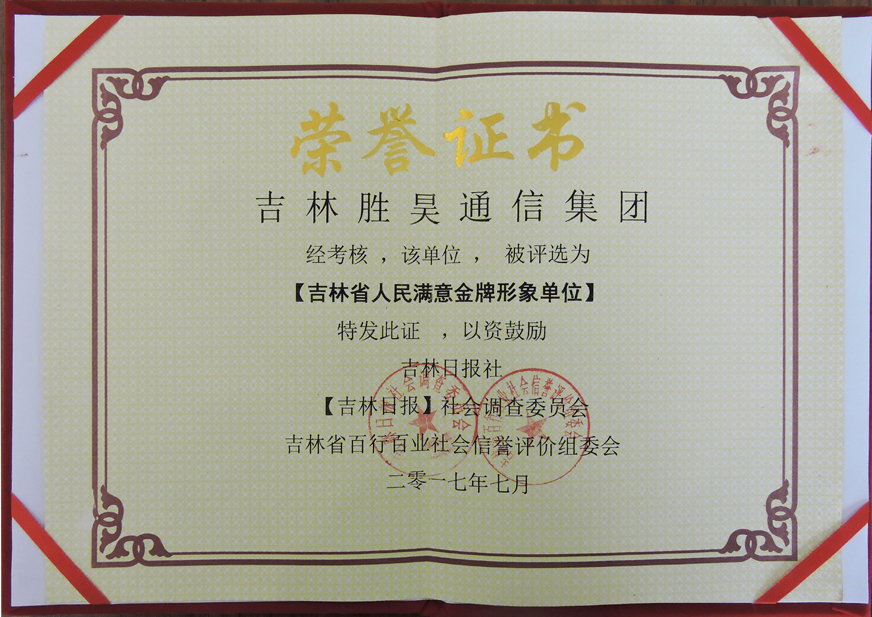 荣誉证书
吉林胜昊通信集团
经考核 ，该单位 ， 被评选为
【吉林省人民满意金牌形象单位】
特发此证 ，以资鼓励
吉林日报社
【吉林日报】社会调查委员会
吉林省百行百业社会信誉评价组委会
二零一七年七月